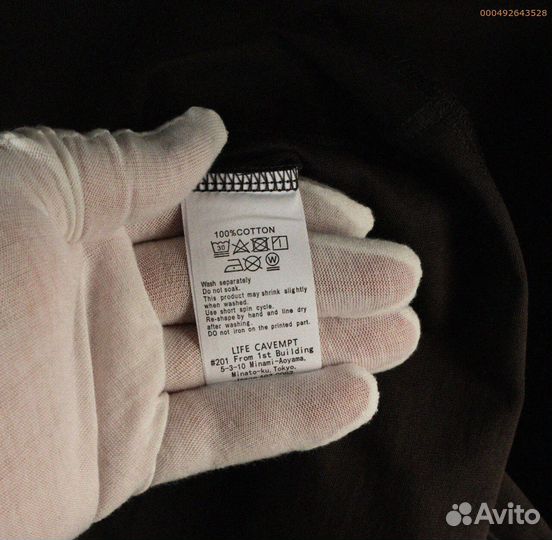 000492643528
100%COTTON
30
W
Wash separately
Do not soak.
This product may shrink slightly
when washed.
Use short spin cycle.
Re-shape by hand and line dry
after washing.
DO not iron on the printed part.
LIFE CAVEMPT
#201 From 1st Building
5-3-10 Minami-Aoyama,
Minato-ku, Tokyo.
Avito